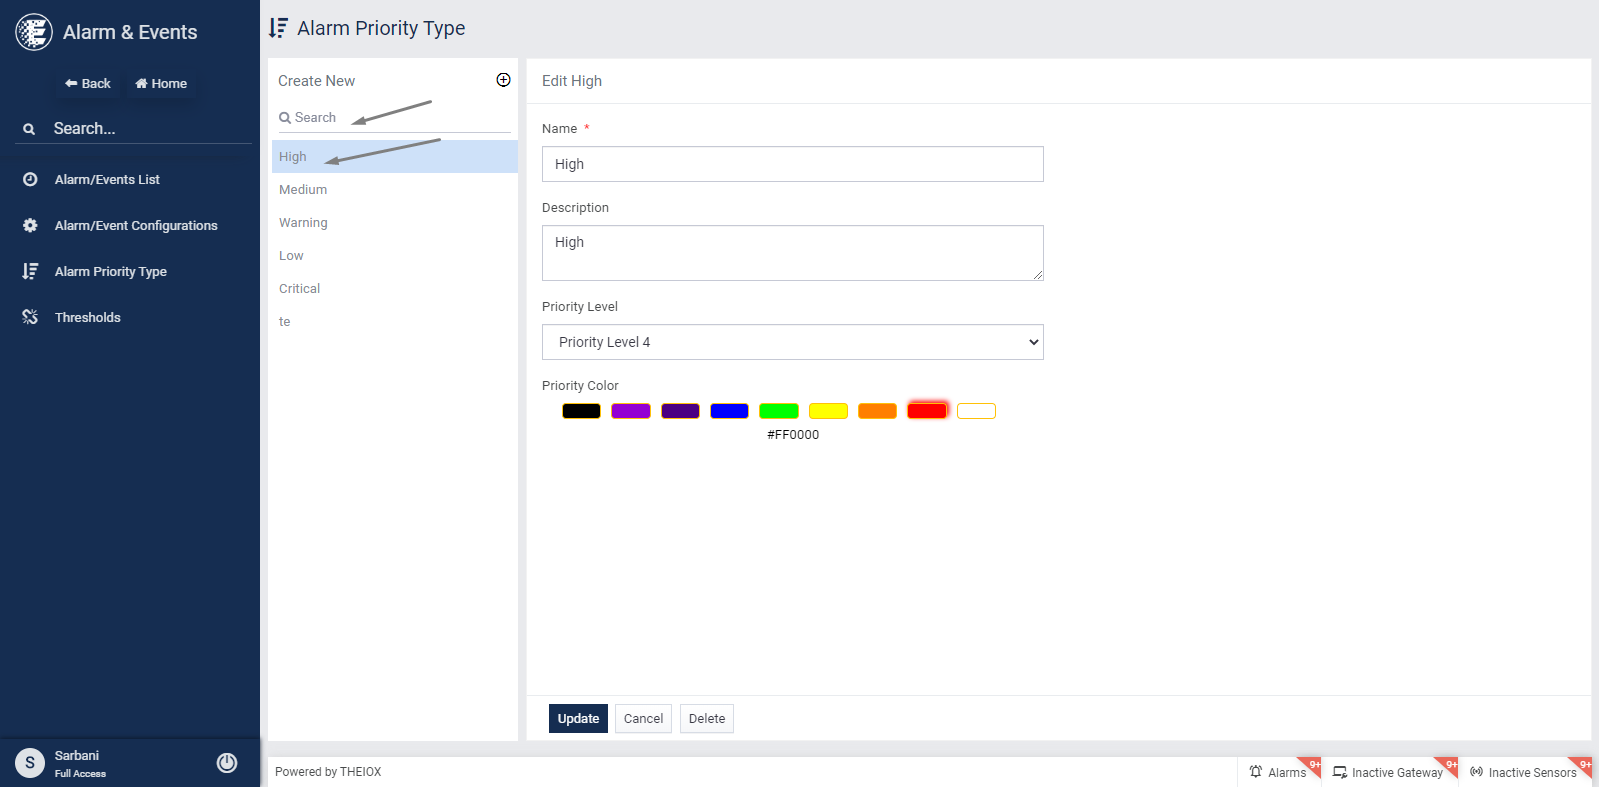 Alarm & Events
Back
Home
Search...
Alarm/Events List
Alarm/Event Configurations
Alarm Priority Type
Thresholds
S
Sarbani
Full Access
Alarm Priority Type
Create New
Search
High
Medium
Warning
Low
Critical
te
Edit High
Name *
High
Description
High
Priority Level
Priority Level 4
Priority Color
#FF0000
Update
Cancel
Delete
Powered by THEIOX
Alarms 9+
Inactive Gateway 9+
Inactive Sensors 9+